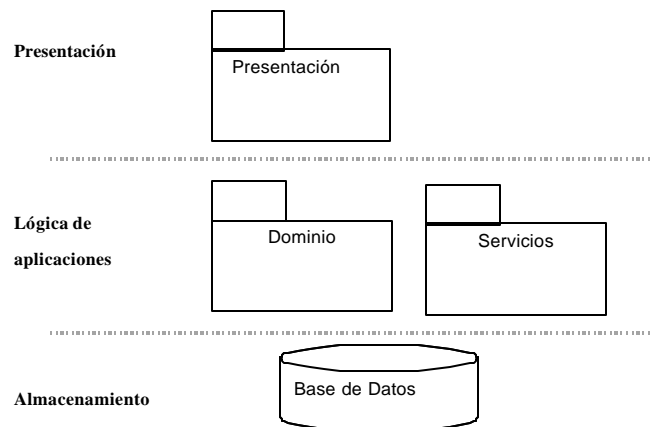 Presentación
Presentación
Lógica de
aplicaciones
Dominio
Servicios
Almacenamiento
Base de Datos